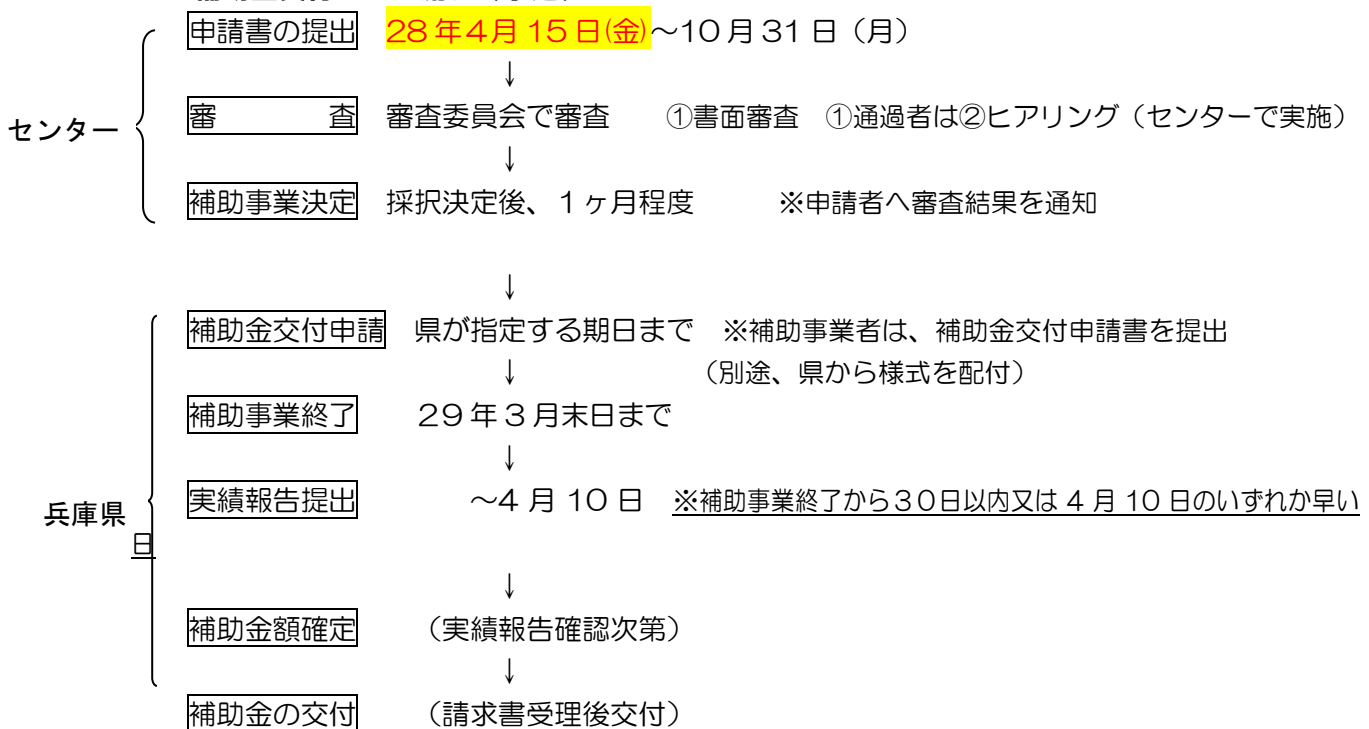 申請書の提出 28年4月15日(金)~10月31日(月)
↓
センター
審 査 審査委員会で審査 ①書面審査 ①通過者は②ヒアリング(センターで実施)
↓
補助事業決定 採択決定後、1ヶ月程度 ※申請者へ審査結果を通知
↓
補助金交付申請 県が指定する期日まで ※補助事業者は、補助金交付申請書を提出
↓ (別途、県から様式を配付)
補助事業終了 29年3月末日まで
↓
兵庫県
実績報告提出 ~4月10日 ※補助事業終了から30日以内又は4月10日のいずれか早い
日
↓
補助金額確定 (実績報告確認次第)
↓
補助金の交付 (請求書受理後交付)